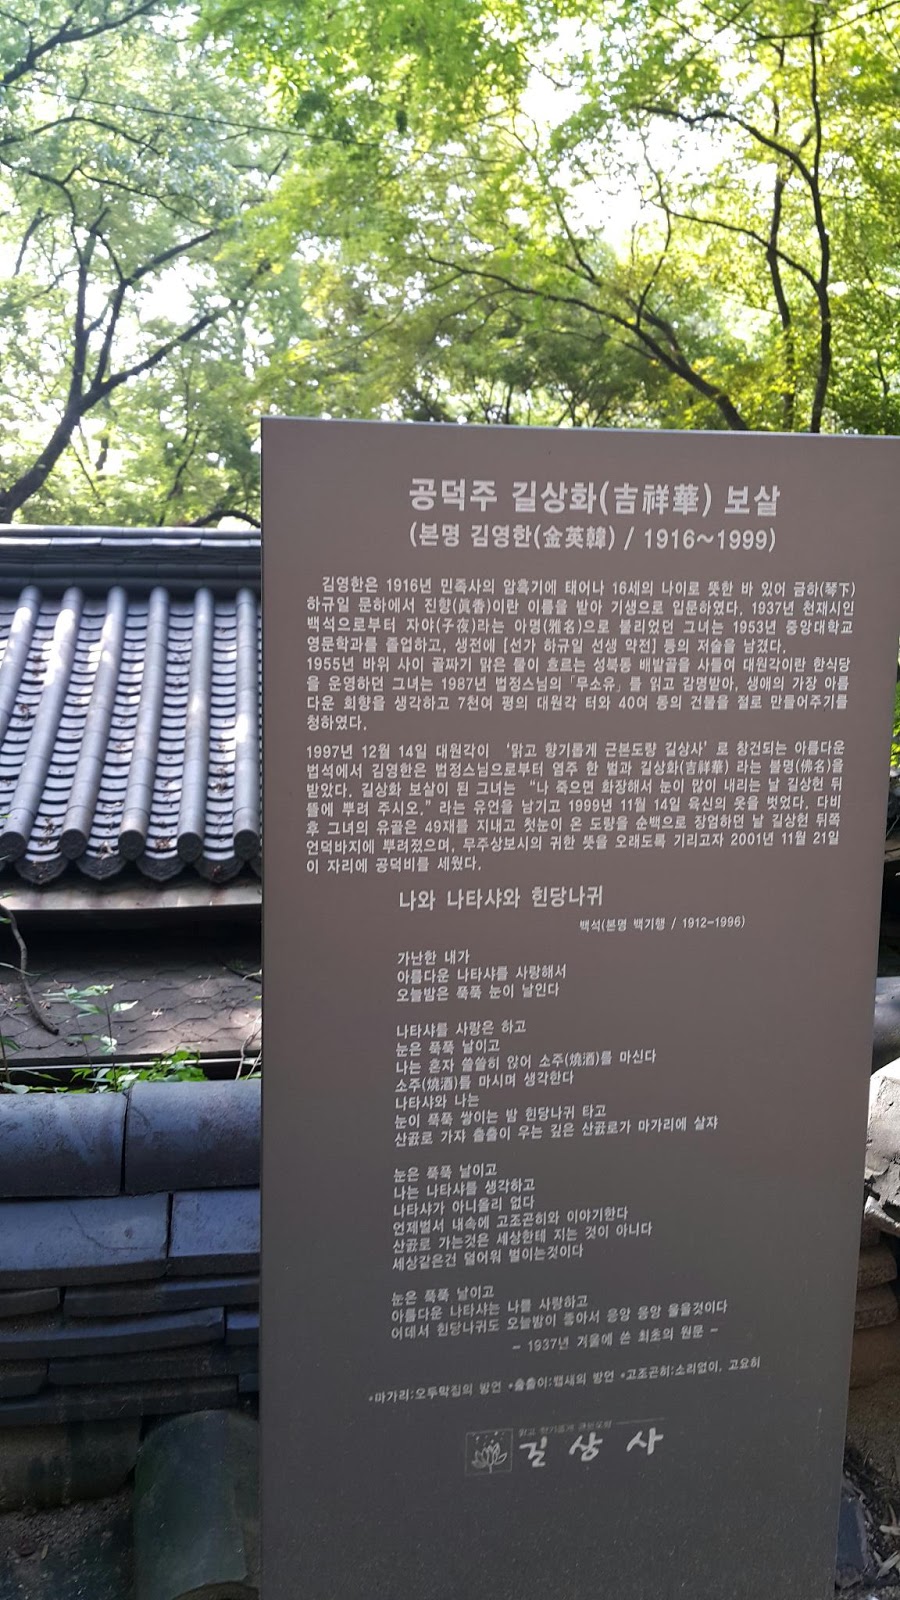 공덕주 길상화(吉祥華) 보살
(본명 김영한(金英韓) / 1916~1999)
김영한은 1916년 민족사의 암흑기에 태어나 16세의 나이로 뜻한 바 있어 금하(琴下)
하규일 문하에서 진향(眞香)이란 이름을 받아 기생으로 입문하였다. 1937년 천재시인
백석으로부터 자야(子夜)라는 아명(雅名)으로 불리었던 그녀는 1953년 중앙대학교
영문학과를 졸업하고, 생전에 [선가 하규일 선생 약전] 등의 저술을 남겼다.
1955년 바위 사이 골짜기 맑은 물이 흐르는 성북동 배밭골을 사들여 대원각이란 한식당
을 운영하던 그녀는 1987년 법정스님의 「무소유」를 읽고 감명받아, 생애의 가장 아름
다운 회향을 생각하고 7천여 평의 대원각 터와 40여 동의 건물을 절로 만들어주기를
청하였다.
1997년 12월 14일 대원각이 ‘맑고 향기롭게 근본도량 길상사’로 창건되는 아름다운
법석에서 김영한은 법정스님으로부터 염주 한 벌과 길상화(吉祥華) 라는 불명(佛名)을
받았다. 길상화 보살이 된 그녀는 “나 죽으면 화장해서 눈이 많이 내리는 날 길상헌 뒤
뜰에 뿌려 주시오.” 라는 유언을 남기고 1999년 11월 14일 육신의 옷을 벗었다. 다비
후 그녀의 유골은 49재를 지내고 첫눈이 온 도량을 순백으로 장엄하던 날 길상헌 뒤쪽
언덕바지에 뿌려졌으며, 무주상보시의 귀한 뜻을 오래도록 기리고자 2001년 11월 21일
이 자리에 공덕비를 세웠다.
나와 나타샤와 힌당나귀
백석(본명 백기행 / 1912-1996)
가난한 내가
아름다운 나타샤를 사랑해서
오늘밤은 푹푹 눈이 날인다
나타샤를 사랑은 하고
눈은 푹푹 날이고
나는 혼자 쓸쓸히 앉어 소주(燒酒)를 마신다
소주(燒酒)를 마시며 생각한다
나타샤와 나는
눈이 푹푹 쌓이는 밤 힌당나귀 타고
산곬로 가쟈 출출이 우는 깊은 산곬로가 마가리에 살쟈
눈은 푹푹 날이고
나는 나타샤를 생각하고
나타샤가 아니올리 없다
언제벌서 내속에 고조곤히와 이야기한다
산곬로 가는것은 세상한테 지는 것이 아니다
세상같은건 덜어워 벌이는것이다
눈은 푹푹 날이고
아름다운 나타샤는 나를 사랑하고
어데서 힌당나귀도 오늘밤이 좋아서 응앙 응앙 울을것이다
- 1937년 겨울에 쓴 최초의 원문 -
*마가리:오두막집의 방언 *출출이:뱁새의 방언 *고조곤히:소리없이, 고요히
맑고 향기롭게 근본도량
길상사